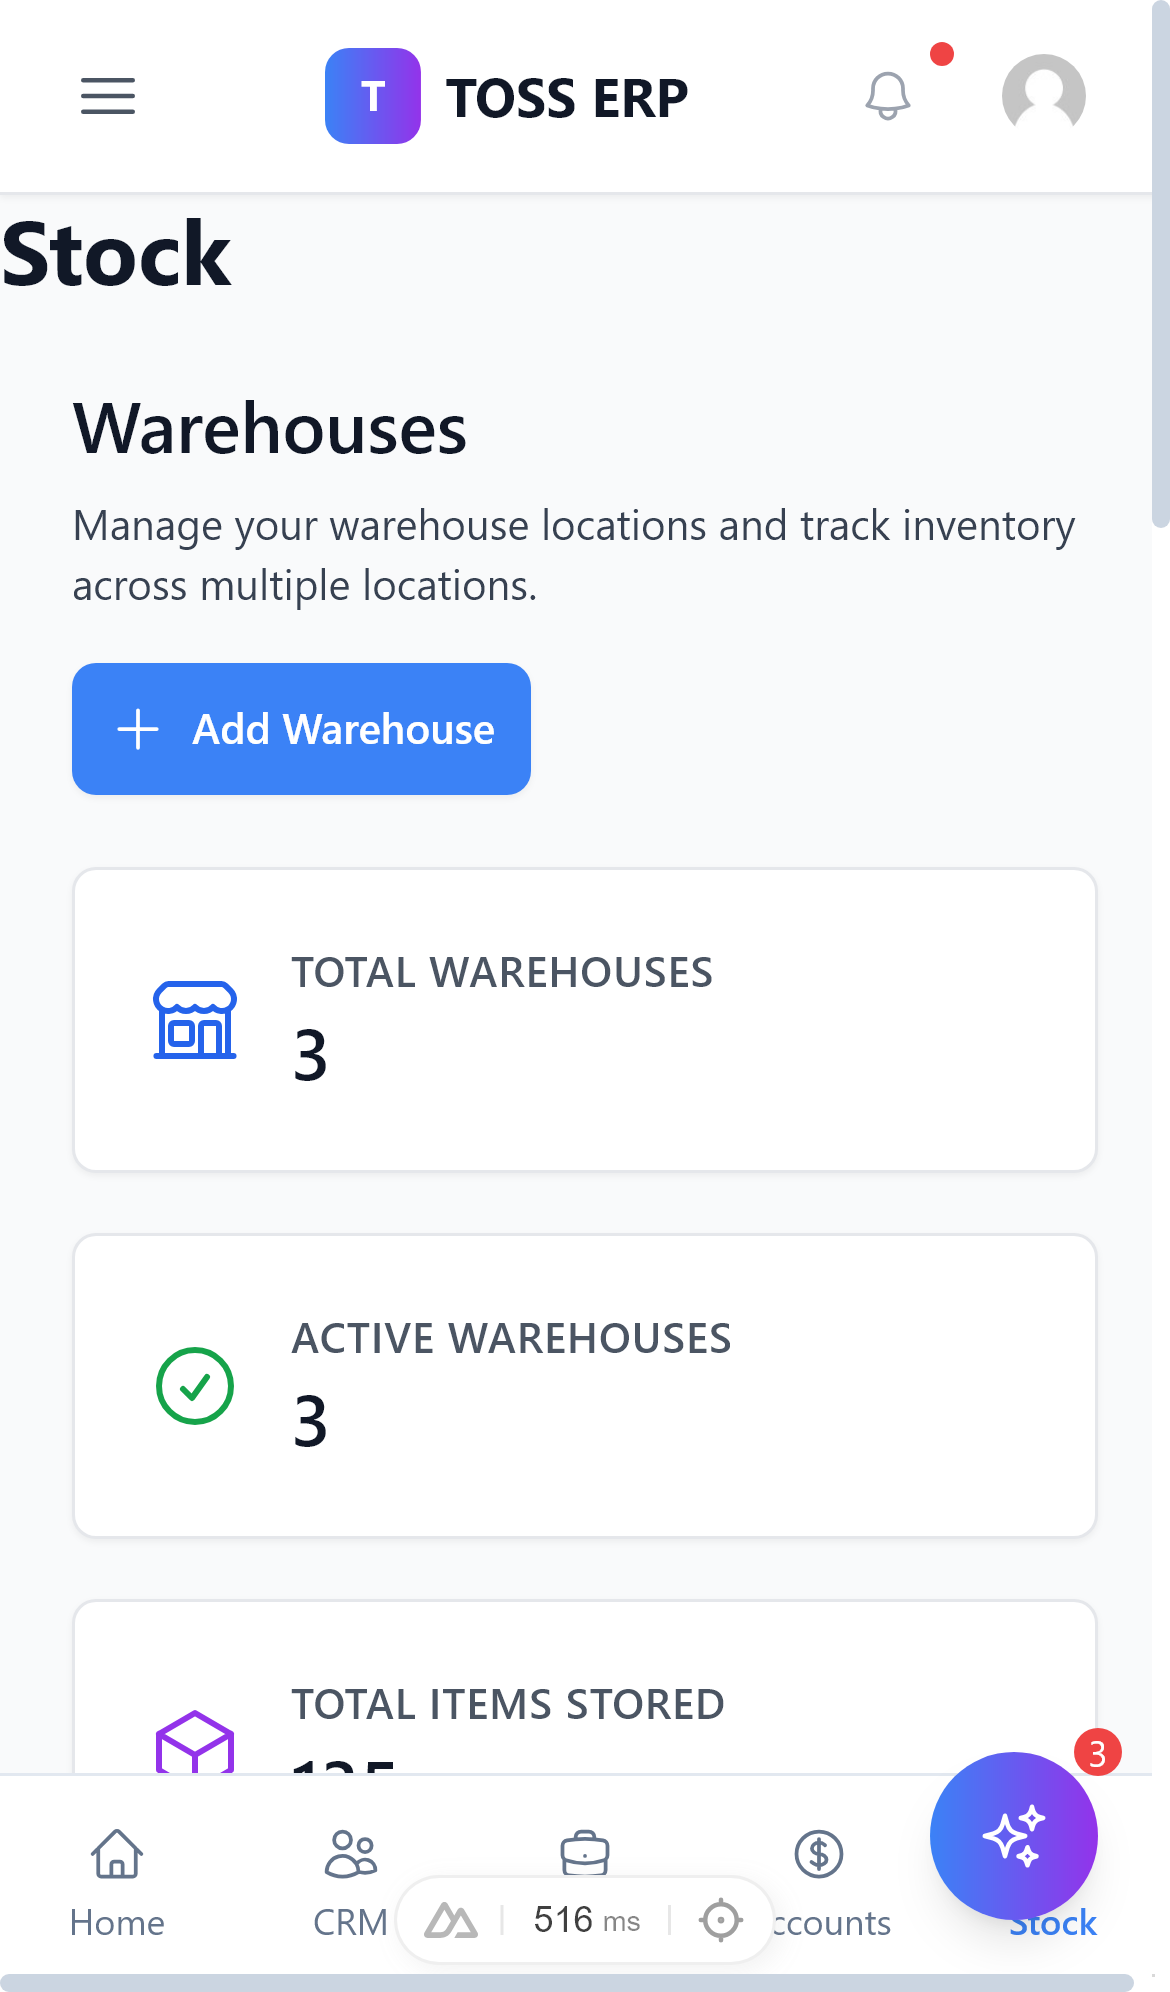 T TOSS ERP
Stock
Warehouses
Manage your warehouse locations and track inventory
across multiple locations.
Add Warehouse
TOTAL WAREHOUSES
3
ACTIVE WAREHOUSES
3
TOTAL ITEMS STORED
3
Home
CRM
516 ms
ccounts
Stock